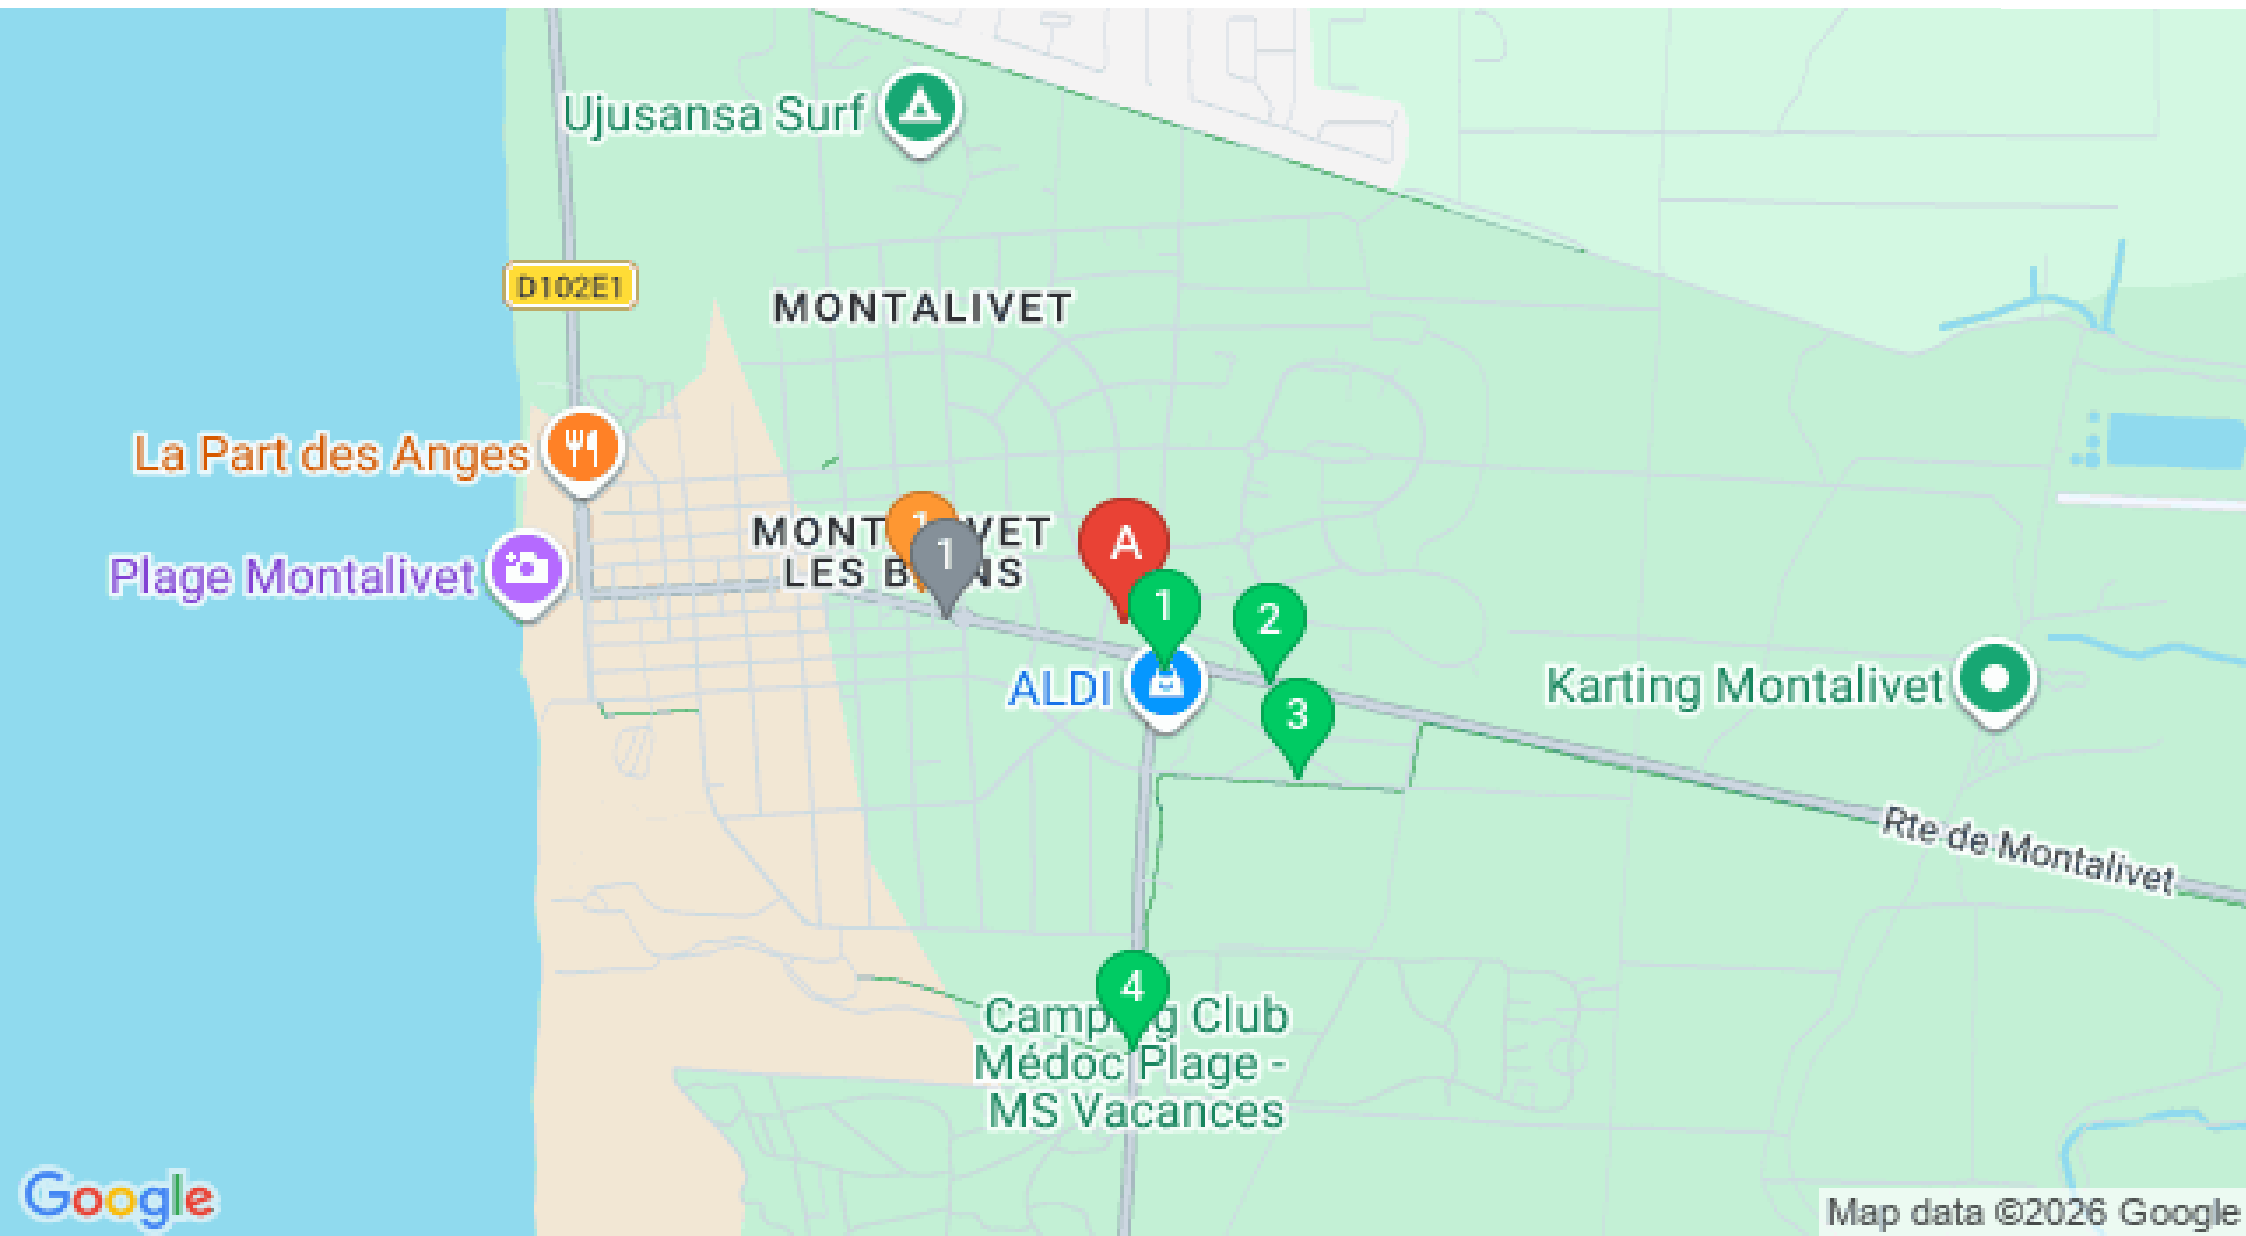 Ujusansa Surf
D102E1
MONTALIVET
La Part des Anges
1
MONT VET
LES B NS
1
A
Plage Montalivet
1
2
ALDI
3
Karting Montalivet
Rte de Montalivet
4
Camp g Club
Médoc Plage -
MS Vacances
Google
Map data ©2026 Google